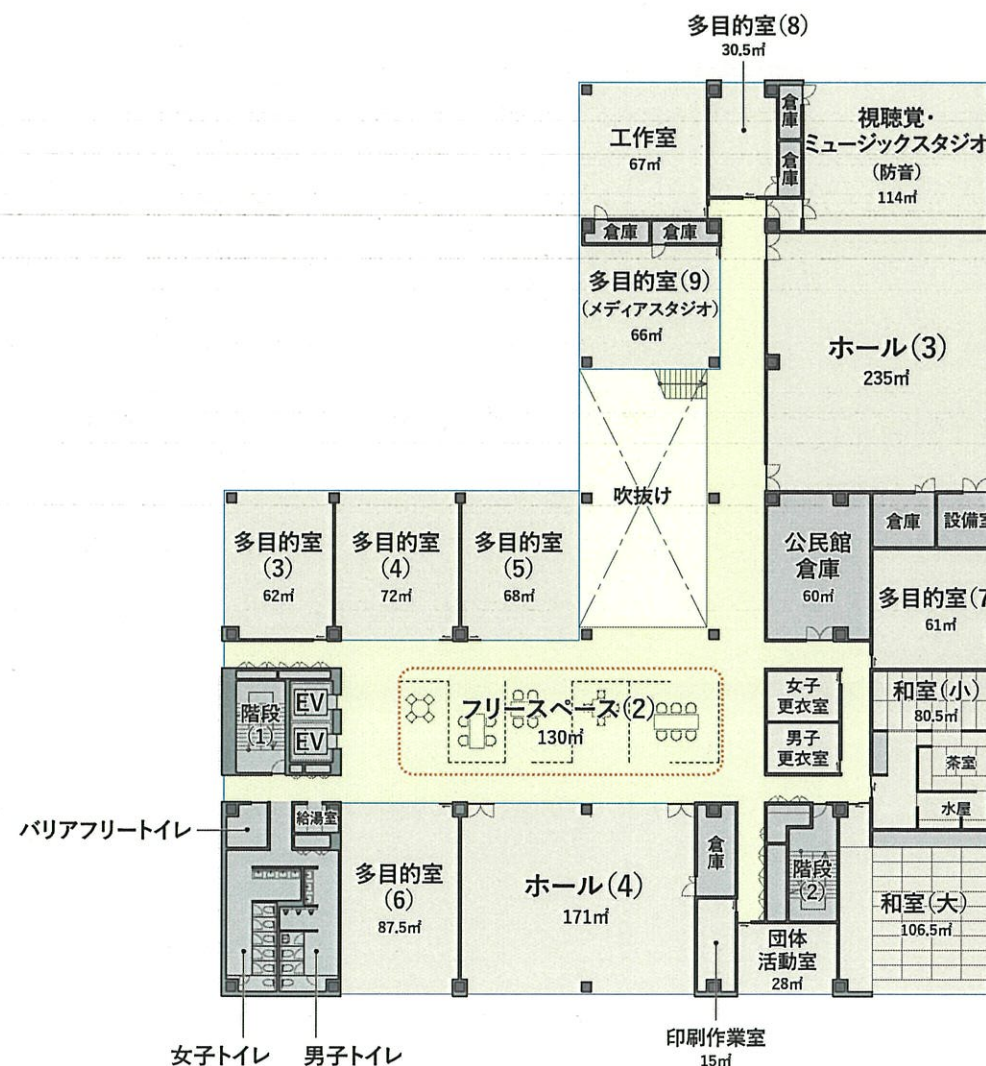 多目的室(8)
30.5㎡
工作室
67㎡
倉庫
倉庫
視聴覚・
ミュージックスタジオ
(防音)
114㎡
倉庫
倉庫
多目的室(9)
(メディアスタジオ)
66㎡
ホール(3)
235㎡
吹抜け
多目的室
(3)
62㎡
多目的室
(4)
72㎡
多目的室
(5)
68㎡
公民館
倉庫
60㎡
倉庫
設備室
多目的室(7
61㎡
階段
(1)
EV
EV
フリースペース(2)
130㎡
女子
更衣室
男子
更衣室
和室(小)
80.5㎡
茶室
水屋
バリアフリートイレ
給湯室
多目的室
(6)
87.5㎡
ホール(4)
171㎡
倉庫
階段
(2)
団体
活動室
28㎡
和室(大)
106.5㎡
女子トイレ
男子トイレ
印刷作業室
15㎡